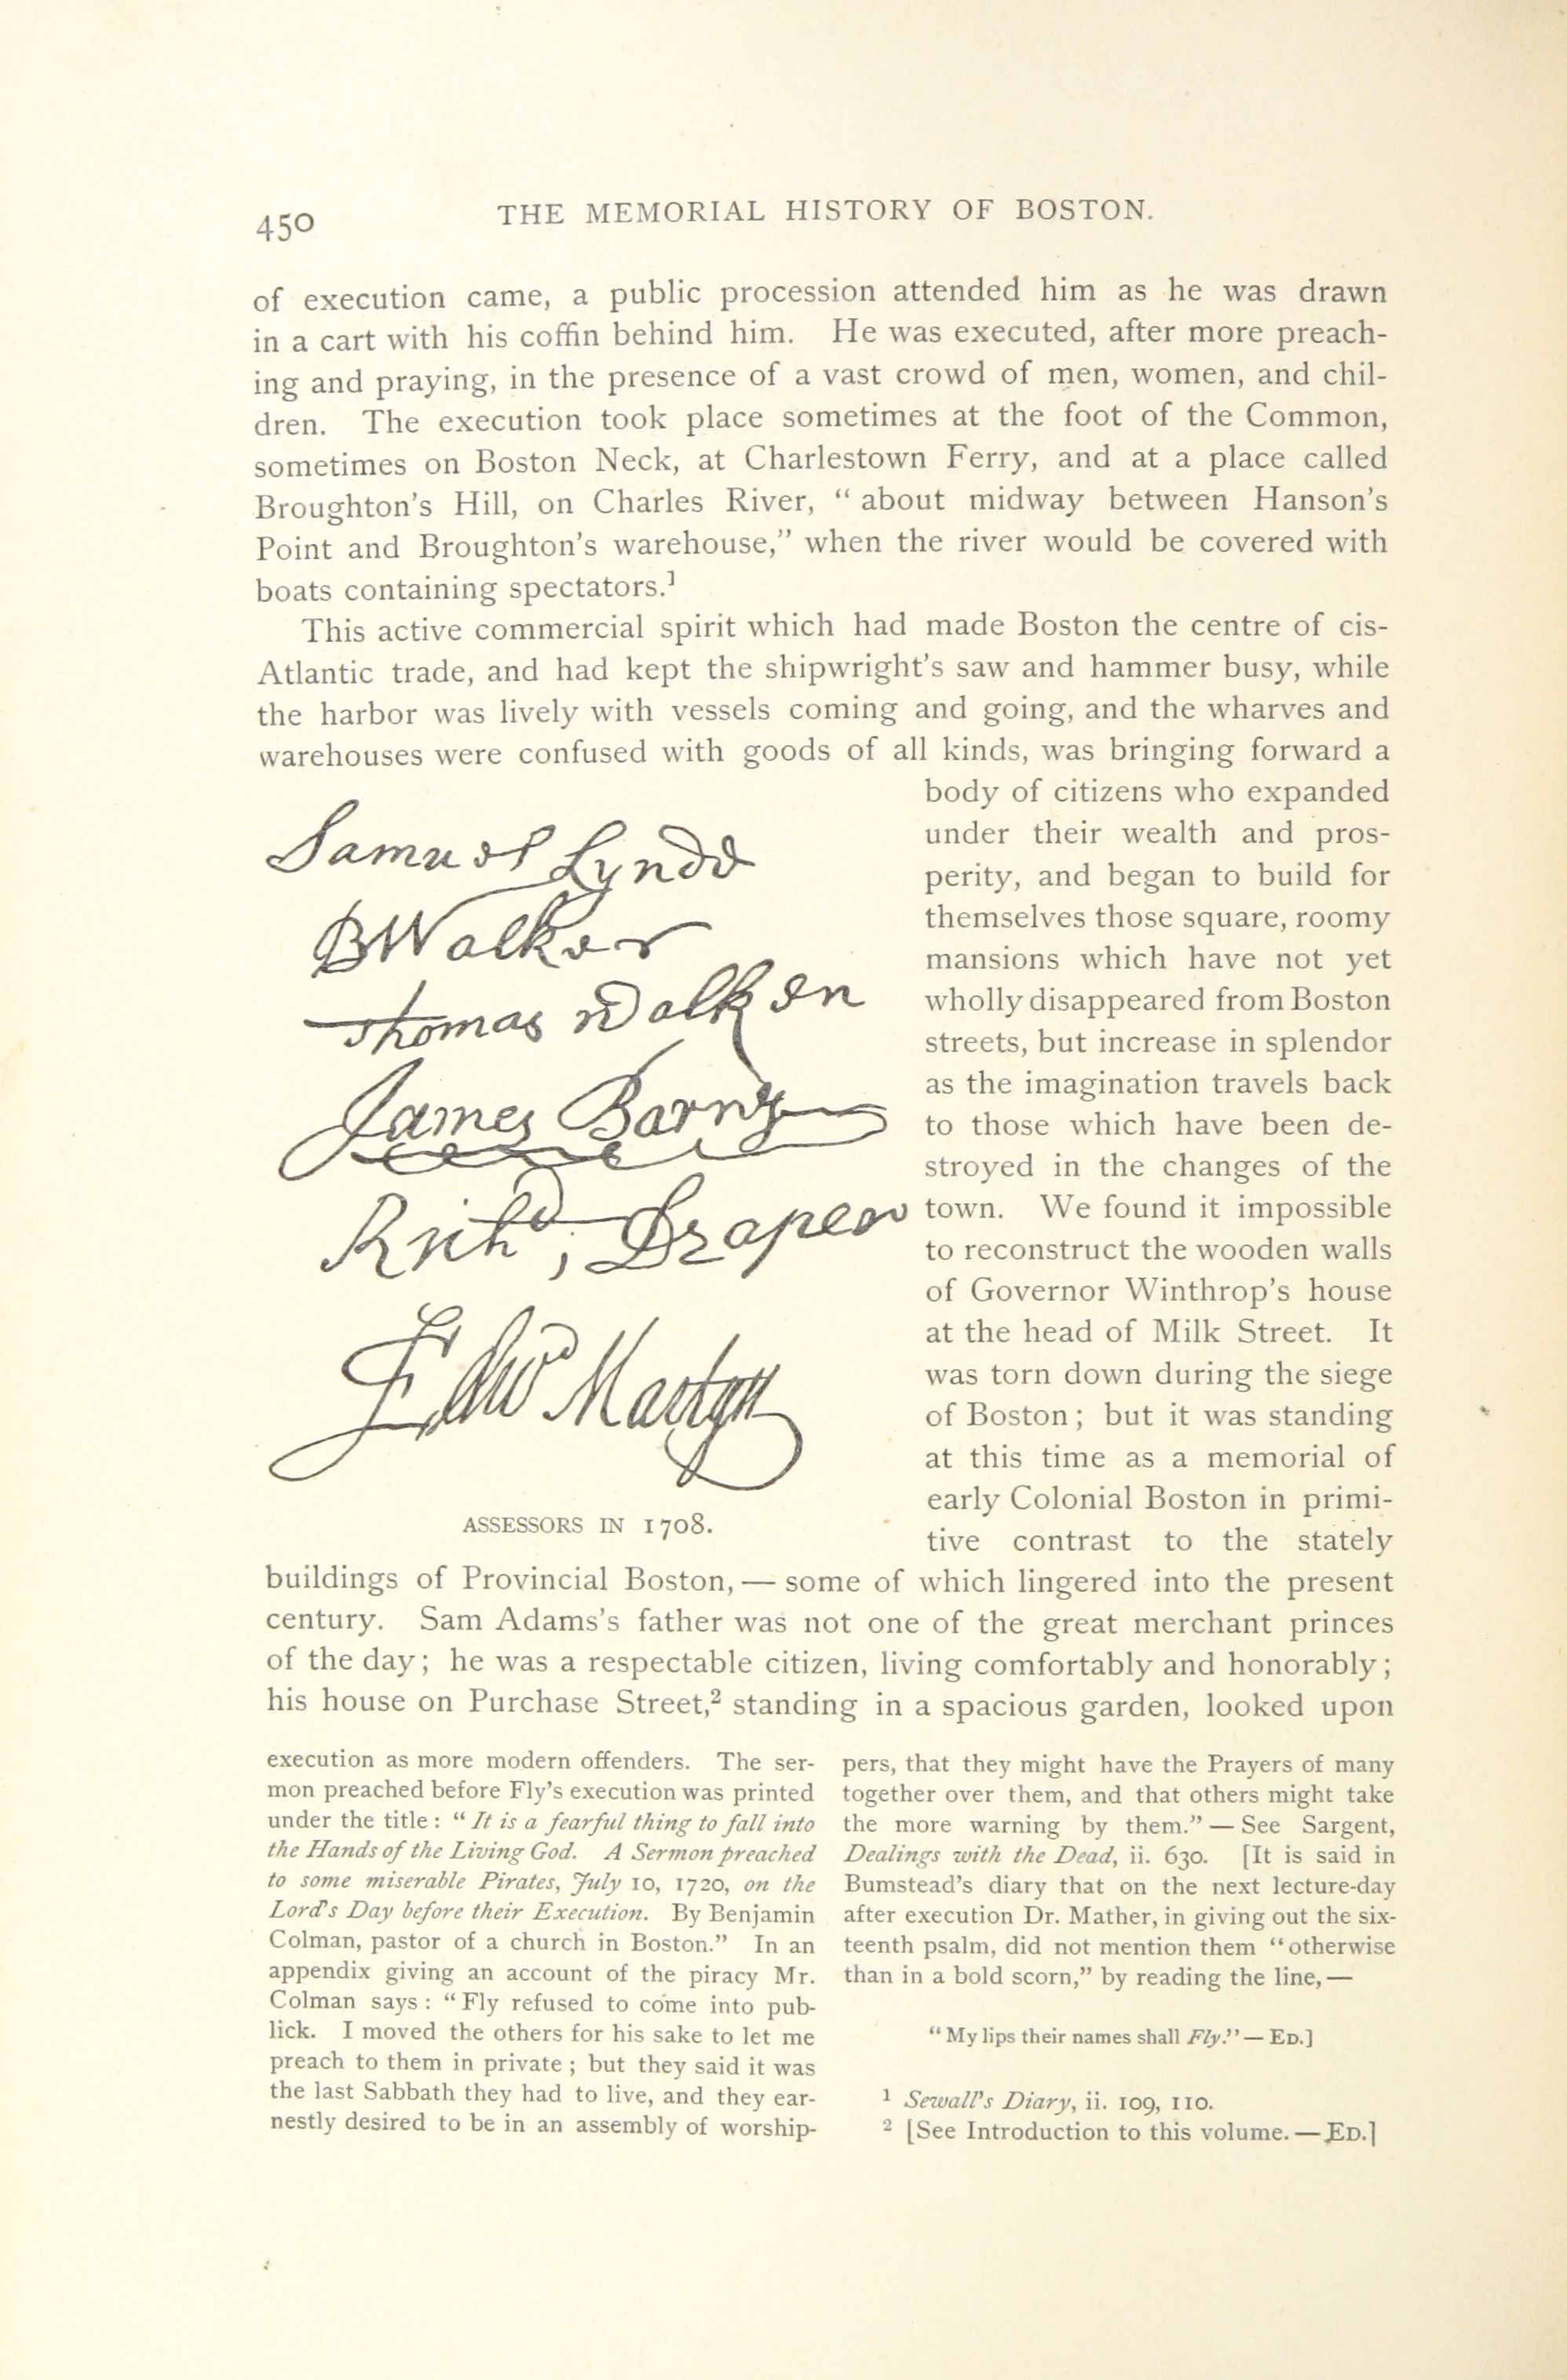 450
THE MEMORIAL HISTORY OF BOSTON.
of execution came, a public procession attended him as he was drawn
in a cart with his coffin behind him. He was executed, after more preach-
ing and praying, in the presence of a vast crowd of men, women, and chil-
dren. The execution took place sometimes at the foot of the Common,
sometimes on Boston Neck, at Charlestown Ferry, and at a place called
Broughton's Hill, on Charles River, "about midway between Hanson's
Point and Broughton's warehouse," when the river would be covered with
boats containing spectators.¹
This active commercial spirit which had made Boston the centre of cis-
Atlantic trade, and had kept the shipwright's saw and hammer busy, while
the harbor was lively with vessels coming and going, and the wharves and
warehouses were confused with goods of all kinds, was bringing forward a
Samuel Lynde
B Walker
Thomas Walker
James Barnes
Richd, Draper
Edwd Martyn
ASSESSORS IN 1708.
body of citizens who expanded
under their wealth and pros-
perity, and began to build for
themselves those square, roomy
mansions which have not yet
wholly disappeared from Boston
streets, but increase in splendor
as the imagination travels back
to those which have been de-
stroyed in the changes of the
town. We found it impossible
to reconstruct the wooden walls
of Governor Winthrop's house
at the head of Milk Street. It
was torn down during the siege
of Boston; but it was standing
at this time as a memorial of
early Colonial Boston in primi-
tive contrast to the stately
buildings of Provincial Boston,—some of which lingered into the present
century. Sam Adams's father was not one of the great merchant princes
of the day; he was a respectable citizen, living comfortably and honorably;
his house on Purchase Street,² standing in a spacious garden, looked upon
execution as more modern offenders. The ser-
mon preached before Fly's execution was printed
under the title: "It is a fearful thing to fall into
the Hands of the Living God. A Sermon preached
to some miserable Pirates, July 10, 1720, on the
Lord's Day before their Execution. By Benjamin
Colman, pastor of a church in Boston." In an
appendix giving an account of the piracy Mr.
Colman says: "Fly refused to come into pub-
lick. I moved the others for his sake to let me
preach to them in private; but they said it was
the last Sabbath they had to live, and they ear-
nestly desired to be in an assembly of worship-
pers, that they might have the Prayers of many
together over them, and that others might take
the more warning by them."—See Sargent,
Dealings with the Dead, ii. 630. [It is said in
Bumstead's diary that on the next lecture-day
after execution Dr. Mather, in giving out the six-
teenth psalm, did not mention them "otherwise
than in a bold scorn," by reading the line,—
"My lips their names shall Fly."—ED.]
¹ Sewall's Diary, ii. 109, 110.
² [See Introduction to this volume.—ED.]